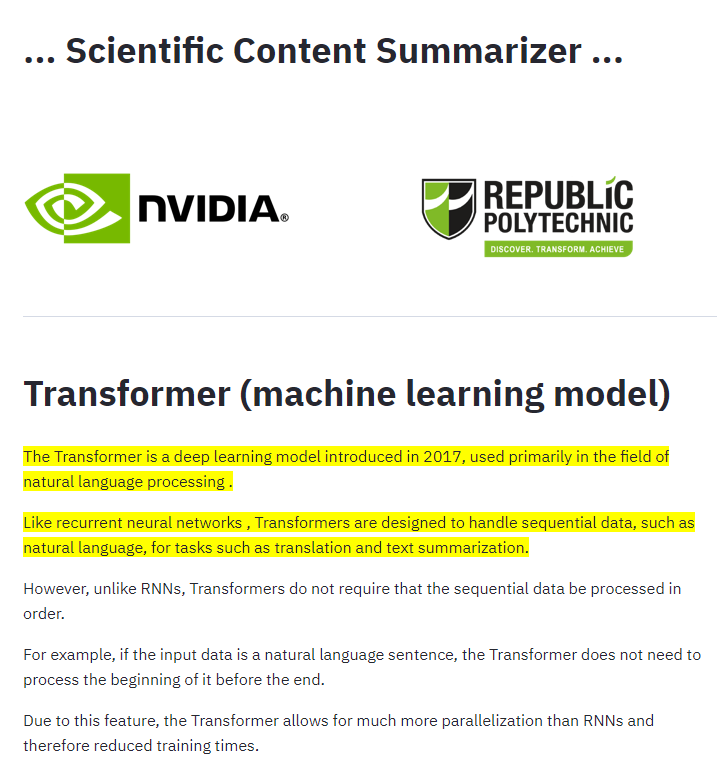 ... Scientific Content Summarizer ...
NVIDIA®
REPUBLIC
POLYTECHNIC
DISCOVER. TRANSFORM. ACHIEVE
Transformer (machine learning model)
The Transformer is a deep learning model introduced in 2017, used primarily in the field of
natural language processing .
Like recurrent neural networks , Transformers are designed to handle sequential data, such as
natural language, for tasks such as translation and text summarization.
However, unlike RNNs, Transformers do not require that the sequential data be processed in
order.
For example, if the input data is a natural language sentence, the Transformer does not need to
process the beginning of it before the end.
Due to this feature, the Transformer allows for much more parallelization than RNNs and
therefore reduced training times.